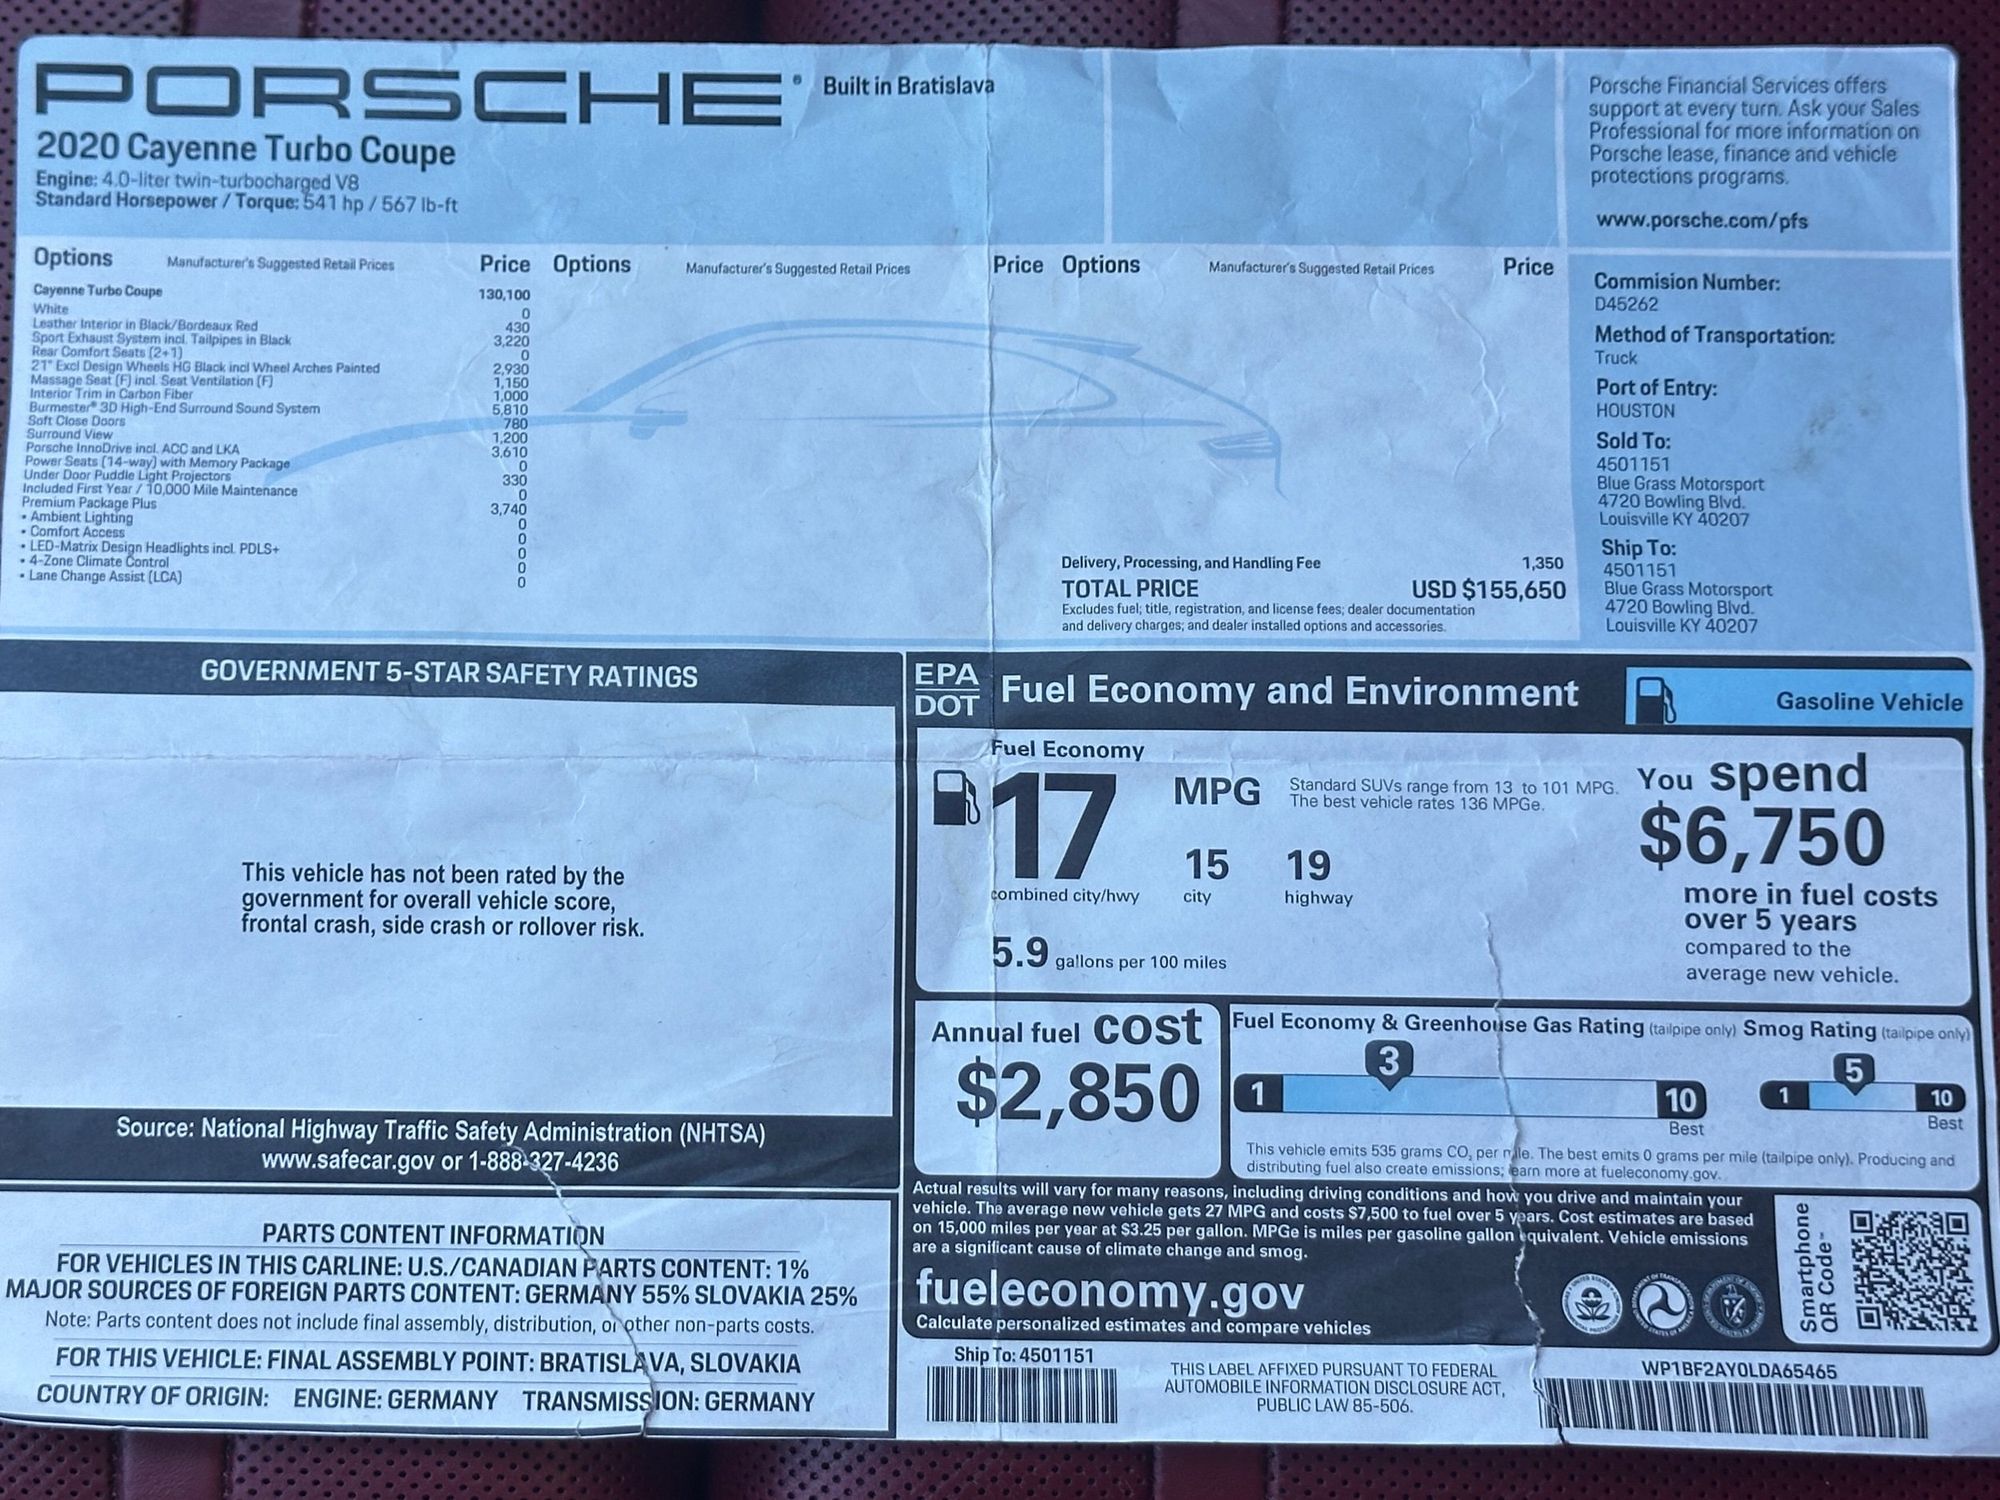 PORSCHE®
Built in Bratislava
2020 Cayenne Turbo Coupe
Engine: 4.0-liter twin-turbocharged V8
Standard Horsepower / Torque: 541 hp / 567 lb-ft
Porsche Financial Services offers
support at every turn. Ask your Sales
Professional for more information on
Porsche lease, finance and vehicle
protections programs.
www.porsche.com/pfs
Options Manufacturer's Suggested Retail Prices Price Options Manufacturer's Suggested Retail Prices Price Options Manufacturer's Suggested Retail Prices Price
Cayenne Turbo Coupe 130,100
White 0
Leather Interior in Black/Bordeaux Red 430
Sport Exhaust System incl. Tailpipes in Black 3,220
Rear Comfort Seats (2+1) 0
21" Excl Design Wheels HG Black incl Wheel Arches Painted 2,930
Massage Seat (F) incl. Seat Ventilation (F) 1,150
Interior Trim in Carbon Fiber 1,000
Burmester® 3D High-End Surround Sound System 5,810
Soft Close Doors 780
Surround View 1,200
Porsche InnoDrive incl. ACC and LKA 3,610
Power Seats (14-way) with Memory Package 0
Under Door Puddle Light Projectors 330
Included First Year / 10,000 Mile Maintenance 0
Premium Package Plus 3,740
• Ambient Lighting 0
• Comfort Access 0
• LED-Matrix Design Headlights incl. PDLS+ 0
• 4-Zone Climate Control 0
• Lane Change Assist (LCA) 0
Delivery, Processing, and Handling Fee 1,350
TOTAL PRICE USD $155,650
Excludes fuel; title, registration, and license fees; dealer documentation
and delivery charges; and dealer installed options and accessories.
Commision Number:
D45262
Method of Transportation:
Truck
Port of Entry:
HOUSTON
Sold To:
4501151
Blue Grass Motorsport
4720 Bowling Blvd.
Louisville KY 40207
Ship To:
4501151
Blue Grass Motorsport
4720 Bowling Blvd.
Louisville KY 40207
GOVERNMENT 5-STAR SAFETY RATINGS
This vehicle has not been rated by the
government for overall vehicle score,
frontal crash, side crash or rollover risk.
Source: National Highway Traffic Safety Administration (NHTSA)
www.safecar.gov or 1-888-327-4236
PARTS CONTENT INFORMATION
FOR VEHICLES IN THIS CARLINE: U.S./CANADIAN PARTS CONTENT: 1%
MAJOR SOURCES OF FOREIGN PARTS CONTENT: GERMANY 55% SLOVAKIA 25%
Note: Parts content does not include final assembly, distribution, or other non-parts costs.
FOR THIS VEHICLE: FINAL ASSEMBLY POINT: BRATISLAVA, SLOVAKIA
COUNTRY OF ORIGIN: ENGINE: GERMANY TRANSMISSION: GERMANY
EPA
DOT
Fuel Economy and Environment
Gasoline Vehicle
Fuel Economy
17 MPG
combined city/hwy
15
city
19
highway
5.9 gallons per 100 miles
Standard SUVs range from 13 to 101 MPG.
The best vehicle rates 136 MPGe.
You spend
$6,750
more in fuel costs
over 5 years
compared to the
average new vehicle.
Annual fuel cost
$2,850
Fuel Economy & Greenhouse Gas Rating (tailpipe only) Smog Rating (tailpipe only)
3
1
10
Best
5
1
10
Best
This vehicle emits 535 grams CO₂ per mile. The best emits 0 grams per mile (tailpipe only). Producing and
distributing fuel also create emissions; learn more at fueleconomy.gov.
Actual results will vary for many reasons, including driving conditions and how you drive and maintain your
vehicle. The average new vehicle gets 27 MPG and costs $7,500 to fuel over 5 years. Cost estimates are based
on 15,000 miles per year at $3.25 per gallon. MPGe is miles per gasoline gallon equivalent. Vehicle emissions
are a significant cause of climate change and smog.
fueleconomy.gov
Calculate personalized estimates and compare vehicles
Smartphone
QR Code™
Ship To: 4501151
THIS LABEL AFFIXED PURSUANT TO FEDERAL
AUTOMOBILE INFORMATION DISCLOSURE ACT,
PUBLIC LAW 85-506.
WP1BF2AY0LDA65465